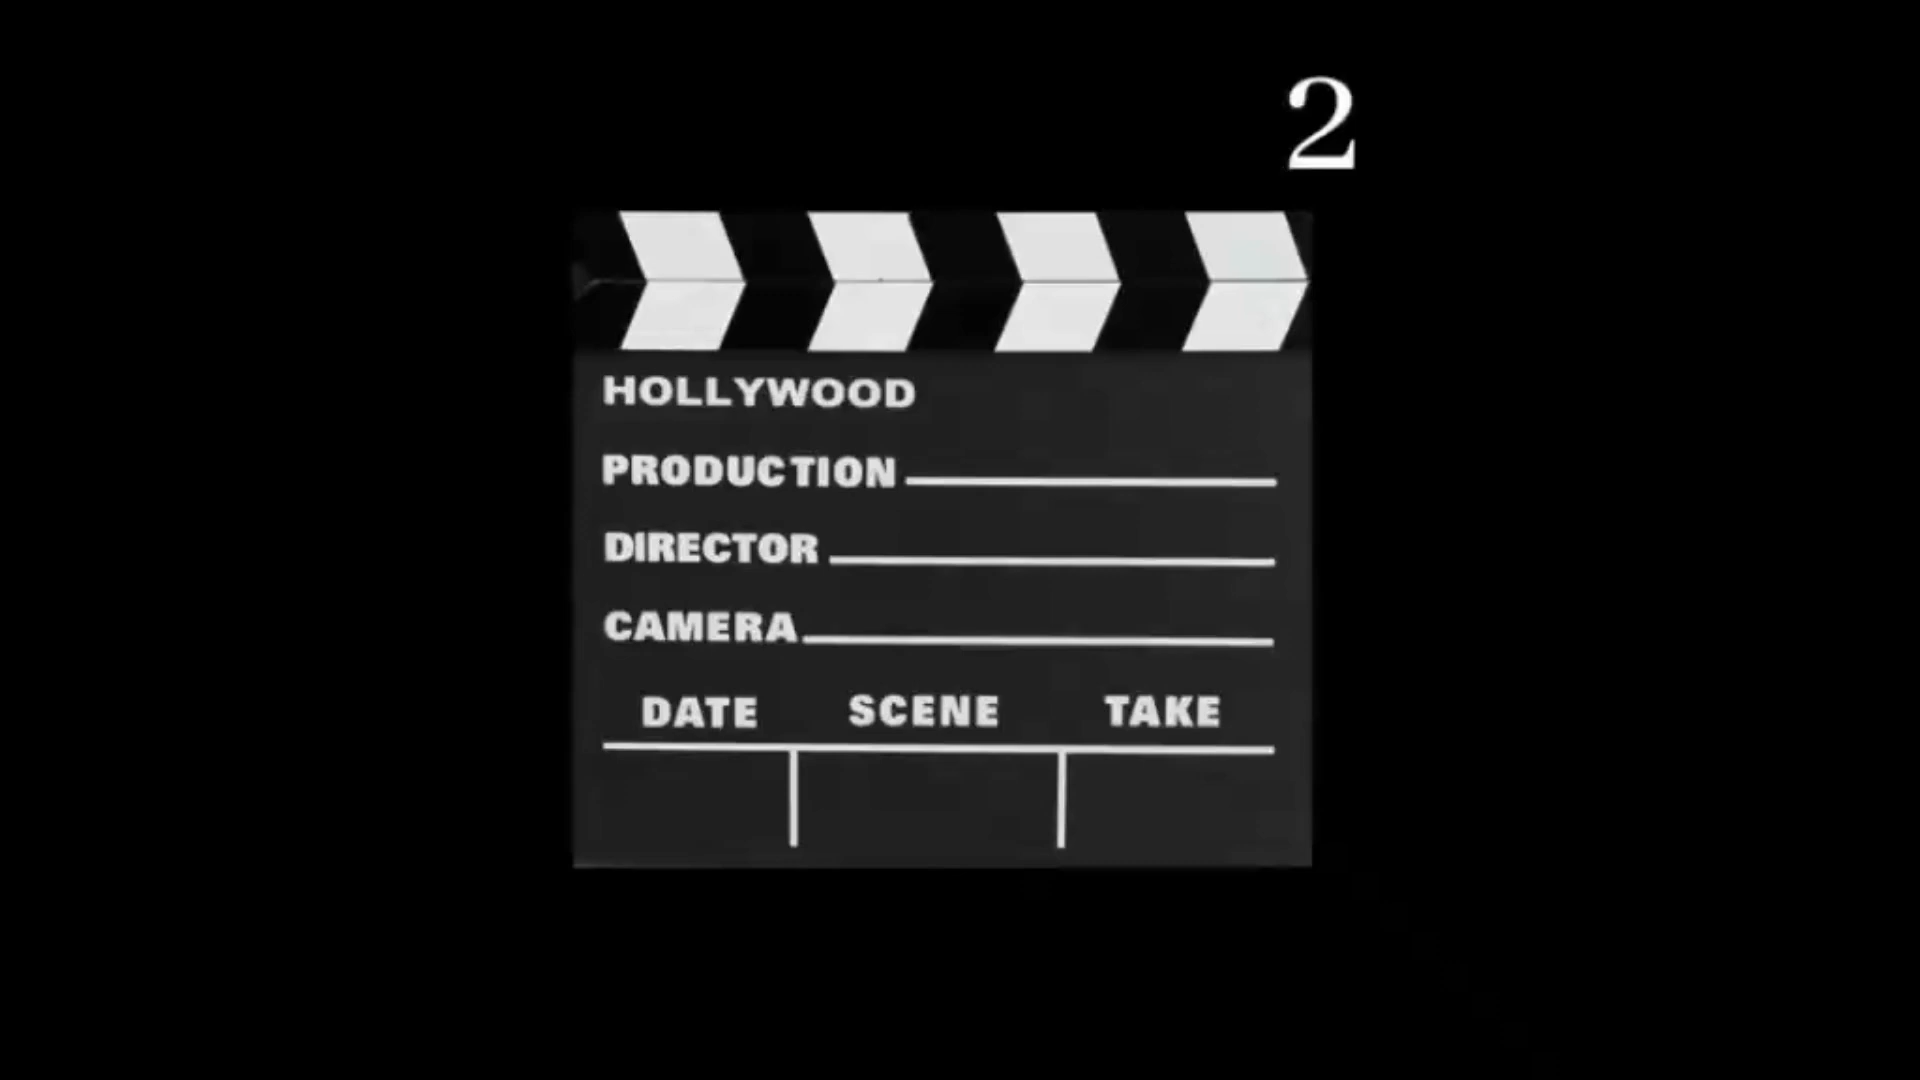 2
HOLLYWOOD
PRODUCTION
DIRECTOR
CAMERA
DATE SCENE TAKE